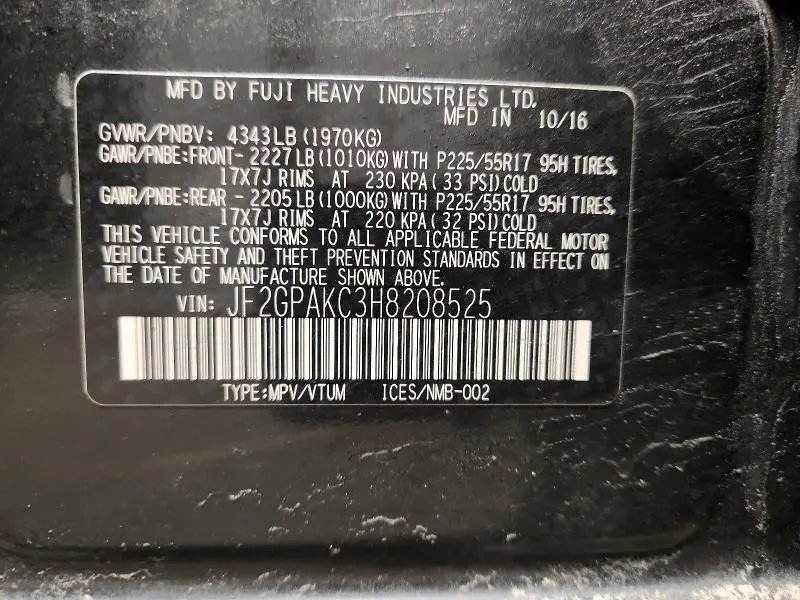 MFD BY FUJI HEAVY INDUSTRIES LTD.
MFD IN 10/16
GVWR/PNBV: 4343LB (1970KG)
GAWR/PNBE:FRONT- 2227LB (1010KG) WITH P225/55R17 95H TIRES,
17X7J RIMS AT 230 KPA ( 33 PSI) COLD
GAWR/PNBE:REAR - 2205LB (1000KG) WITH P225/55R17 95H TIRES,
17X7J RIMS AT 220 KPA ( 32 PSI) COLD
THIS VEHICLE CONFORMS TO ALL APPLICABLE FEDERAL MOTOR
VEHICLE SAFETY AND THEFT PREVENTION STANDARDS IN EFFECT ON
THE DATE OF MANUFACTURE SHOWN ABOVE.
VIN: JF2GPAKC3H8208525
TYPE:MPV/VTUM ICES/NMB-002